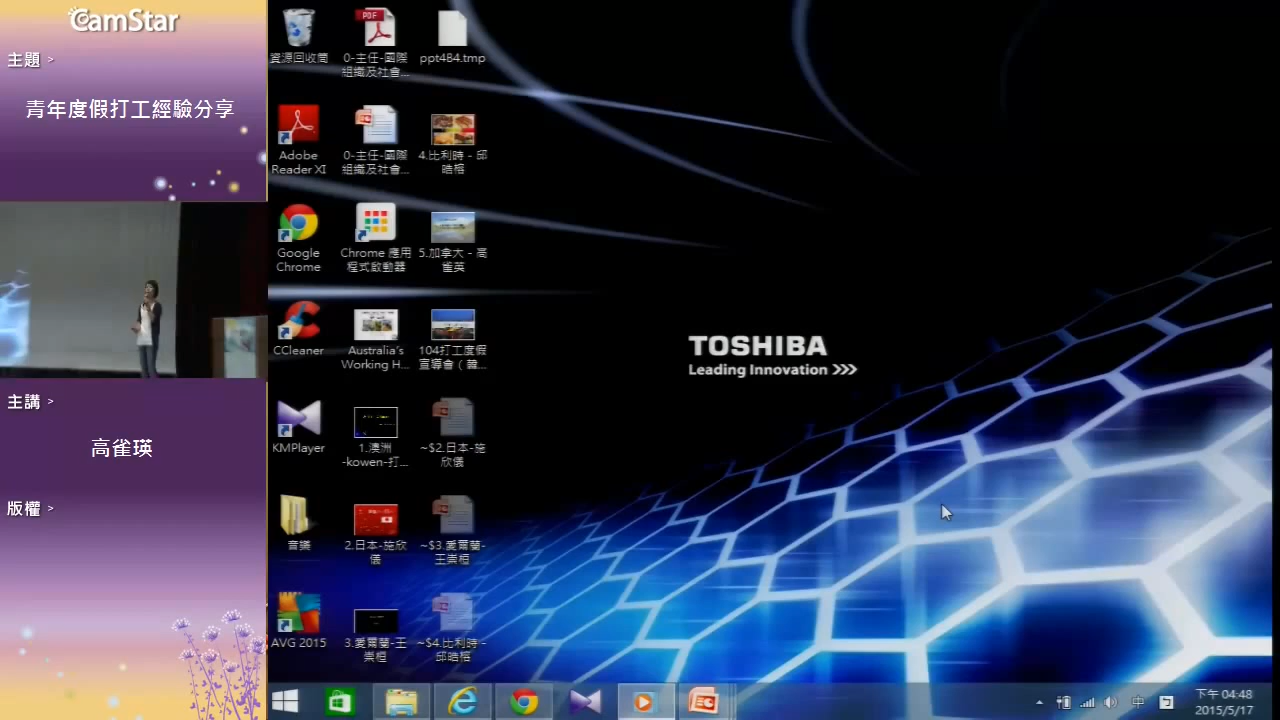 CamStar
主題 >
青年度假打工經驗分享
主講 >
高雀瑛
版權 >
資源回收筒
0-主任-國際
組織及社會...
ppt484.tmp
Adobe
Reader XI
0-主任-國際
組織及社會...
4.比利時 - 邱
皓楁
Google
Chrome
Chrome 應用
程式啟動器
5.加拿大 - 高
雀英
CCleaner
Australia's
Working H...
104打工度假
宣導會 ( 韓...
KMPlayer
1.澳洲
-kowen-打...
~$2.日本-施
欣儀
音樂
2.日本-施欣
儀
~$3.愛爾蘭-
王崇桓
AVG 2015
3.愛爾蘭-王
崇桓
~$4.比利時 -
邱皓楁
TOSHIBA
Leading Innovation >>>
中
下午 04:48
2015/5/17